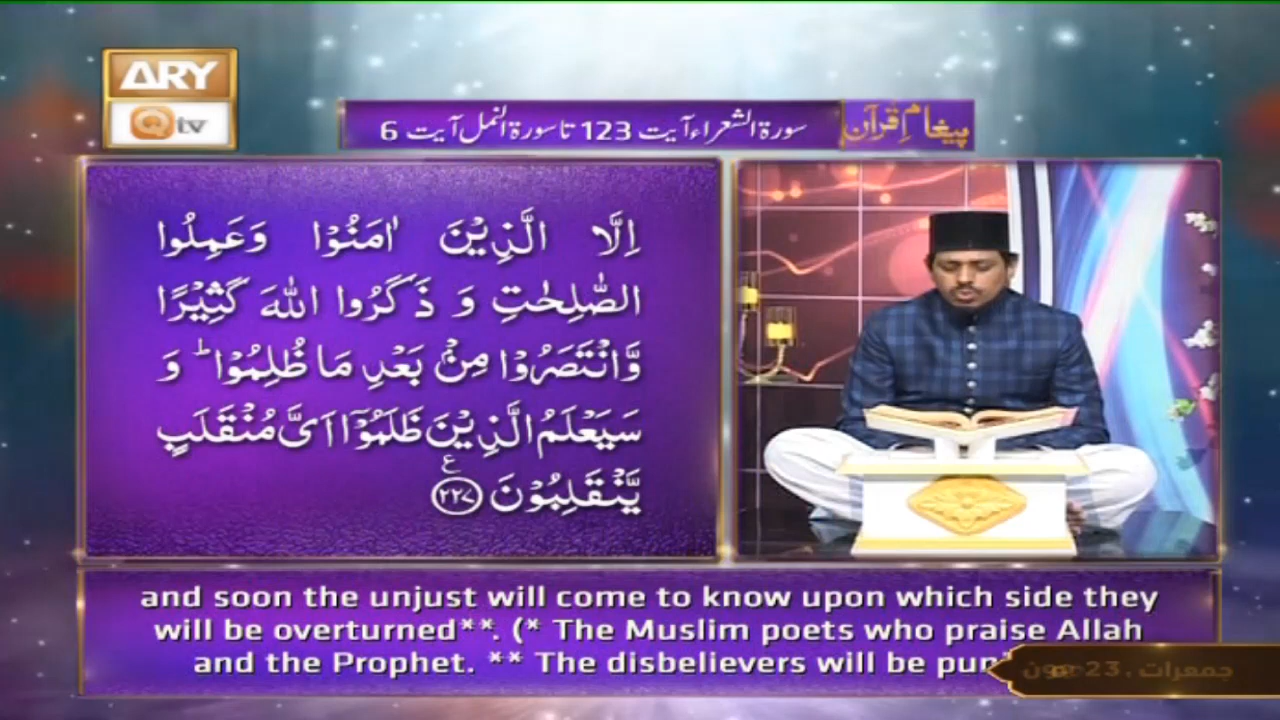 ARY
Qtv
پیغامِ قرآن
سورۃ الشعراء آیت 123 تا سورۃ النمل آیت 6
اِلَّا الَّذِیْنَ اٰمَنُوْا وَعَمِلُوا
الصّٰلِحٰتِ وَ ذَكَرُوا اللّٰهَ كَثِیْرًا
وَّانْتَصَرُوْا مِنْۢ بَعْدِ مَا ظُلِمُوْا ؕ وَ
سَیَعْلَمُ الَّذِیْنَ ظَلَمُوْۤا اَیَّ مُنْقَلَبٍ
یَّنْقَلِبُوْنَ ﴿۲۲۷﴾ ع
and soon the unjust will come to know upon which side they
will be overturned**. (* The Muslim poets who praise Allah
and the Prophet. ** The disbelievers will be pun
جمعرات ، 23